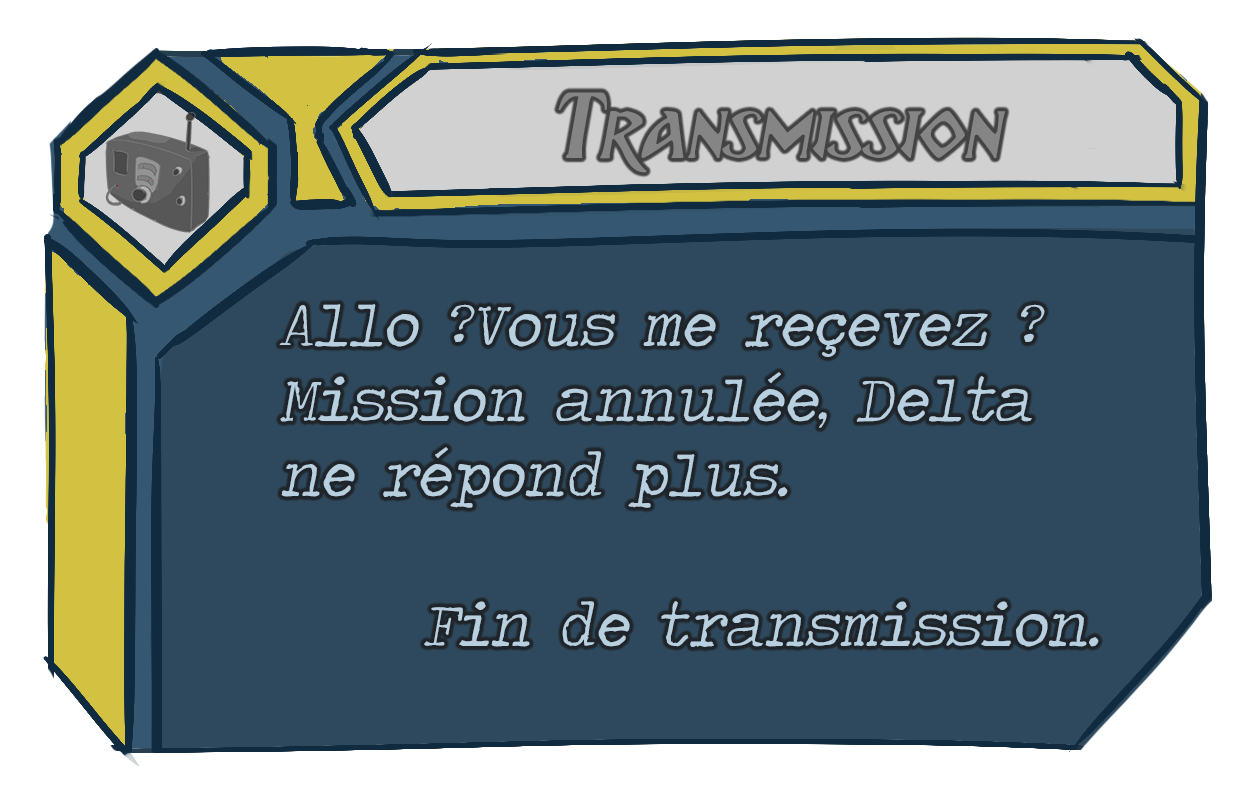 Transmission
Allo ?Vous me reçevez ?
Mission annulée, Delta
ne répond plus.
Fin de transmission.